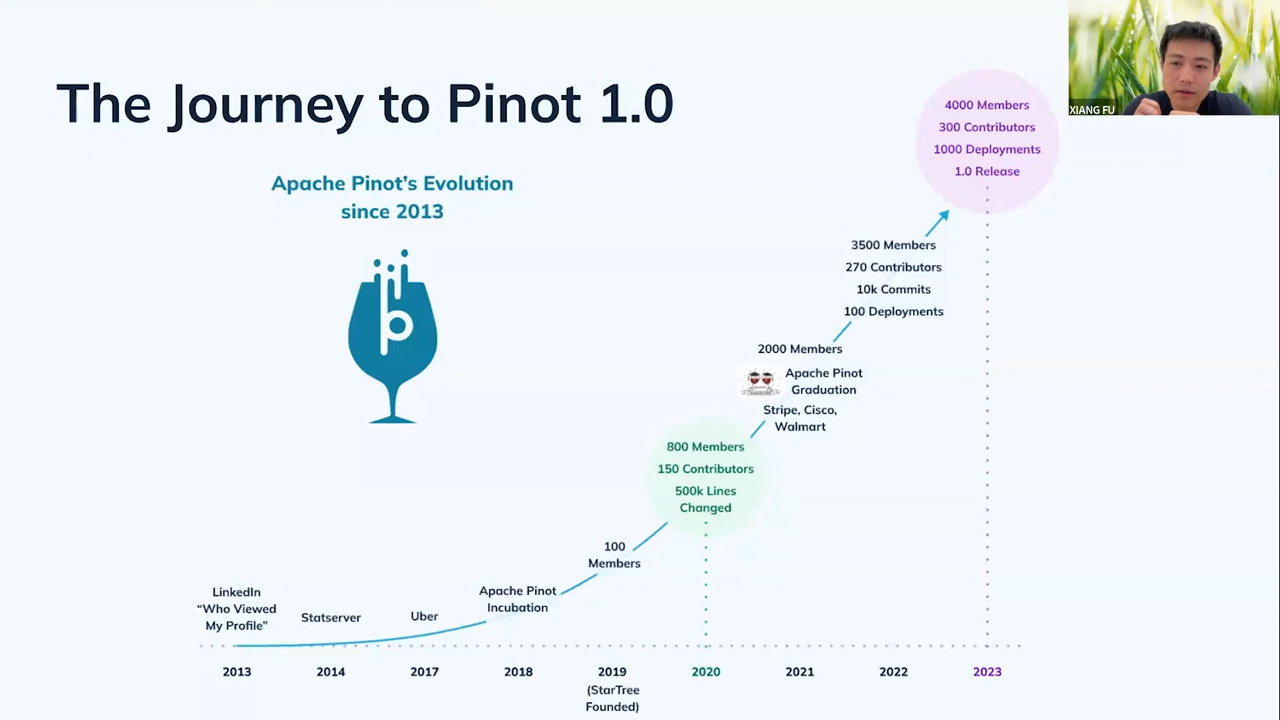 The Journey to Pinot 1.0
XIANG FU
Apache Pinot's Evolution
since 2013
4000 Members
300 Contributors
1000 Deployments
1.0 Release
3500 Members
270 Contributors
10k Commits
100 Deployments
2000 Members
Apache Pinot
Graduation
Stripe, Cisco,
Walmart
800 Members
150 Contributors
500k Lines
Changed
100
Members
Apache Pinot
Incubation
Uber
Statserver
LinkedIn
“Who Viewed
My Profile”
2013
2014
2017
2018
2019
(StarTree
Founded)
2020
2021
2022
2023